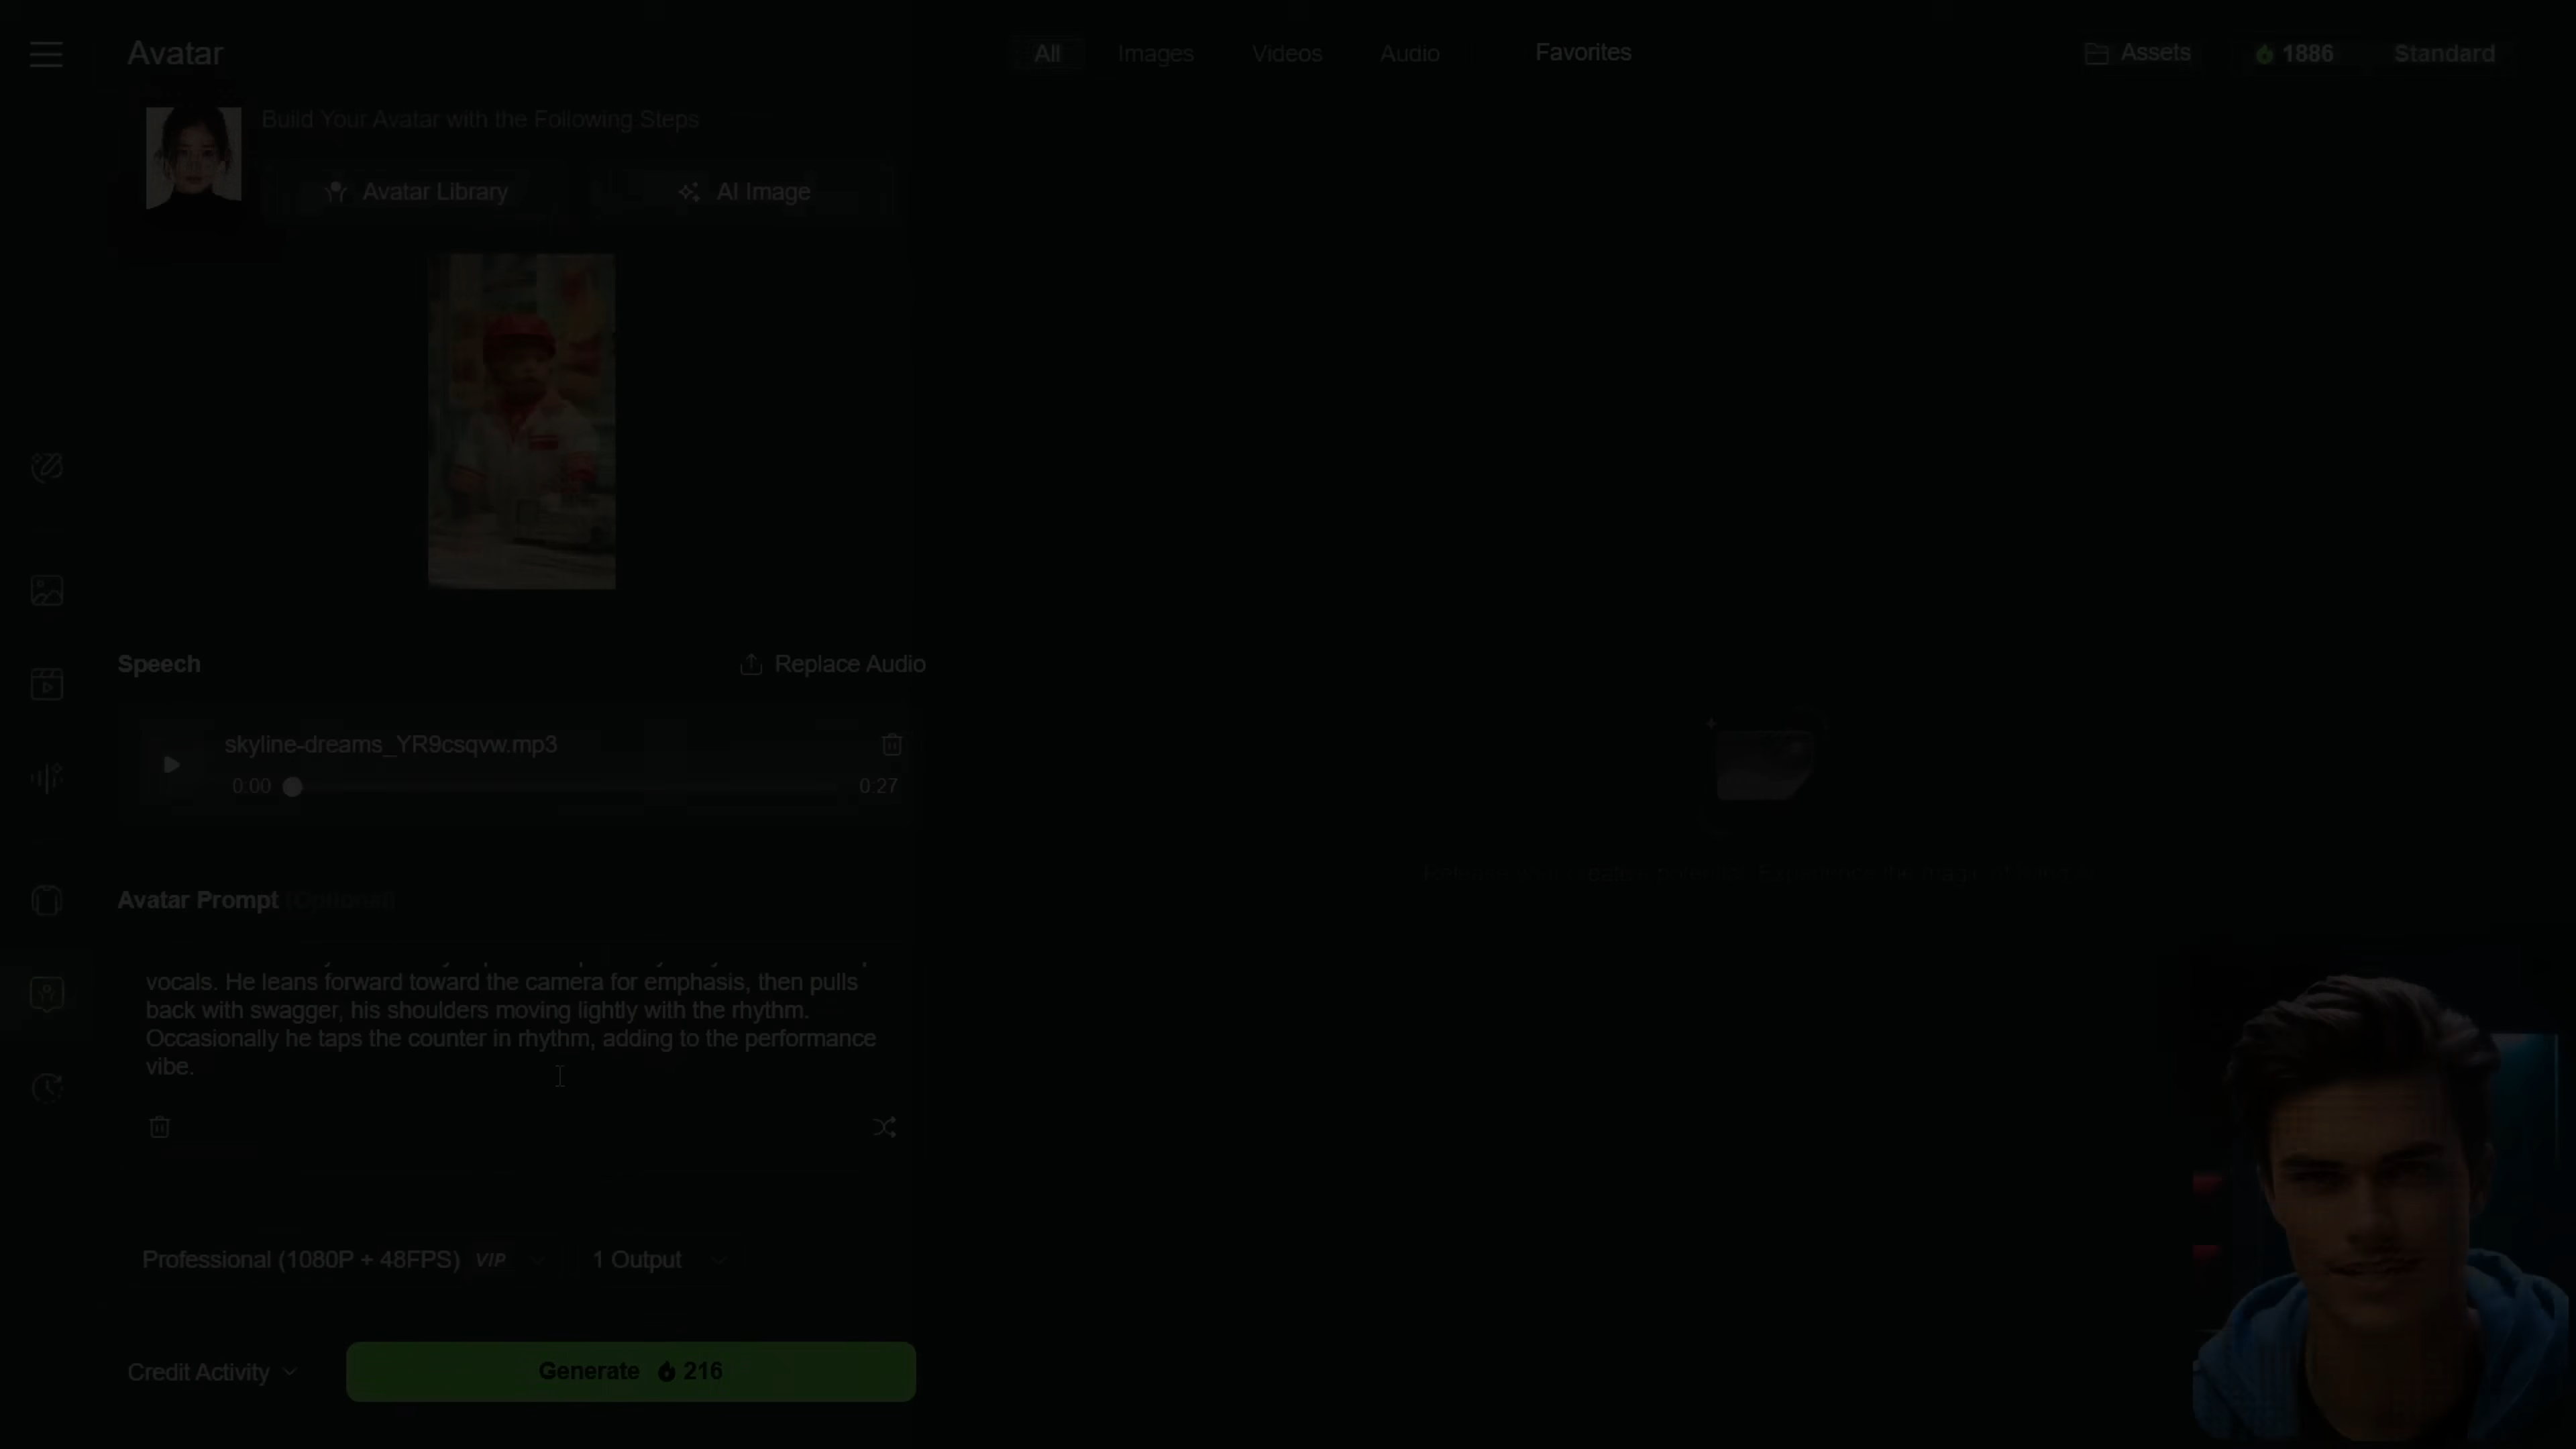 Avatar
All
Images
Videos
Audio
Favorites
Assets
1886
Standard
Build Your Avatar with the Following Steps
Avatar Library
AI Image
Speech
Replace Audio
skyline-dreams_YR9csqvw.mp3
0:00
0:27
Avatar Prompt (Optional)
vocals. He leans forward toward the camera for emphasis, then pulls
back with swagger, his shoulders moving lightly with the rhythm.
Occasionally he taps the counter in rhythm, adding to the performance
vibe.
Professional (1080P + 48FPS) VIP
1 Output
Credit Activity
Generate 216